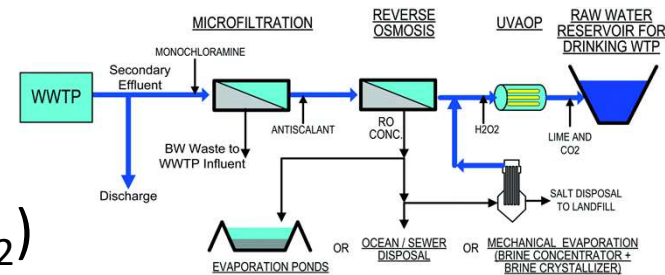 MICROFILTRATION
REVERSE
OSMOSIS
UVAOP
RAW WATER
RESERVOIR FOR
DRINKING WTP
MONOCHLORAMINE
Secondary
Effluent
WWTP
ANTISCALANT
RO
CONC.
H2O2
LIME AND
CO2
BW Waste to
WWTP Influent
Discharge
SALT DISPOSAL
TO LANDFILL
2)
EVAPORATION PONDS
OR
OCEAN / SEWER
DISPOSAL
OR
MECHANICAL EVAPORATION
(BRINE CONCENTRATOR +
BRINE CRYSTALLIZER)